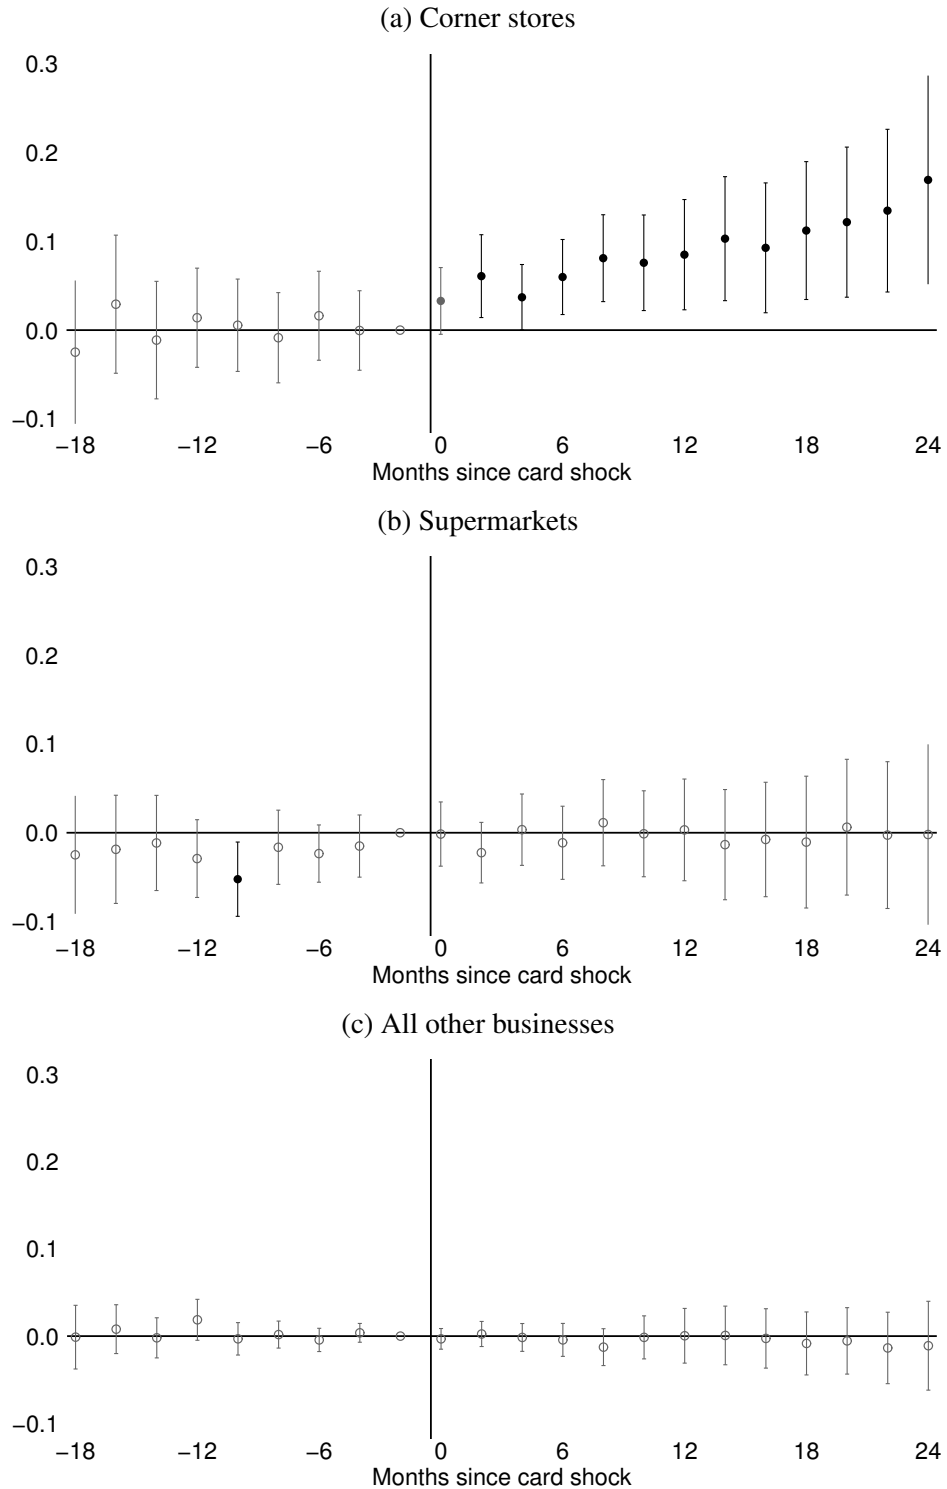 (a) Corner stores
0.3
0.2
0.1
0.0
−0.1
−18 −12 −6 0 6 12 18 24
Months since card shock
(b) Supermarkets
0.3
0.2
0.1
0.0
−0.1
−18 −12 −6 0 6 12 18 24
Months since card shock
(c) All other businesses
0.3
0.2
0.1
0.0
−0.1
−18 −12 −6 0 6 12 18 24
Months since card shock